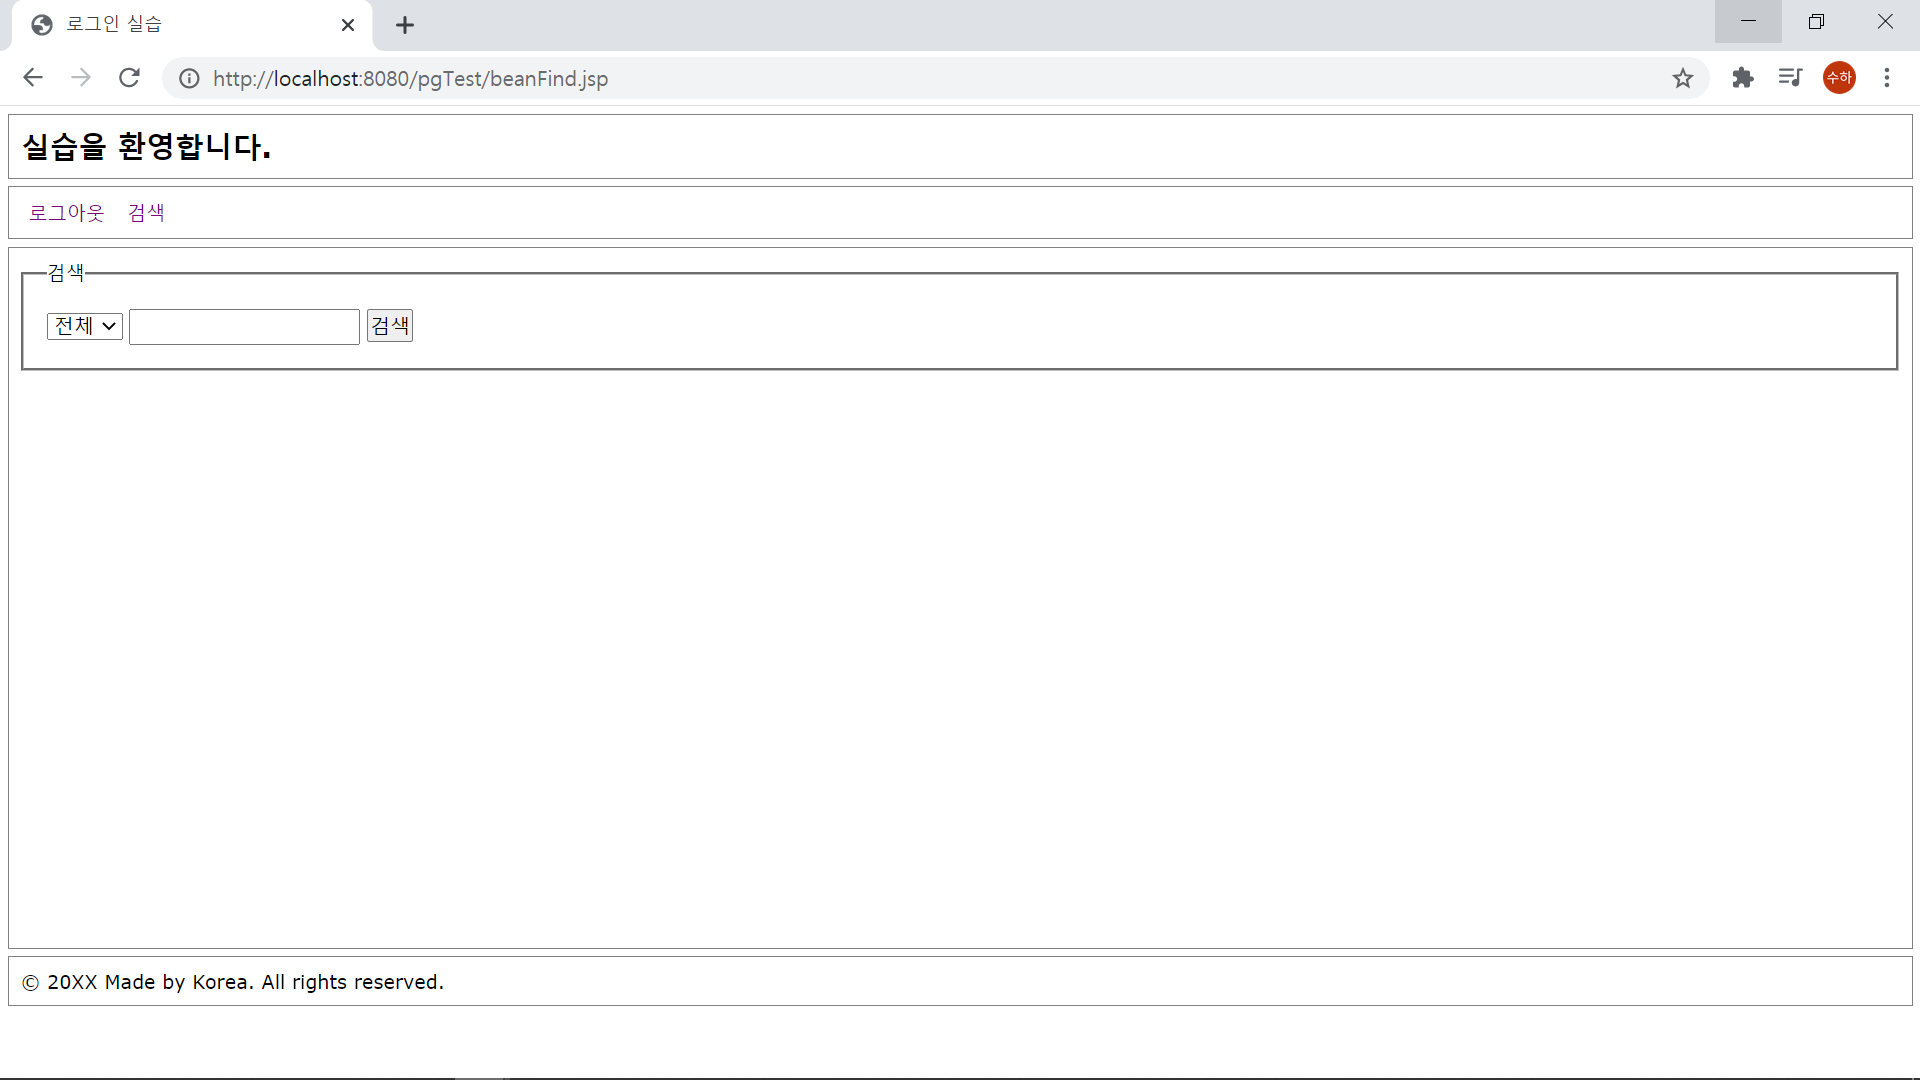 로그인 실습
http://localhost:8080/pgTest/beanFind.jsp
수하
실습을 환영합니다.
로그아웃 검색
검색
전체 검색
© 20XX Made by Korea. All rights reserved.